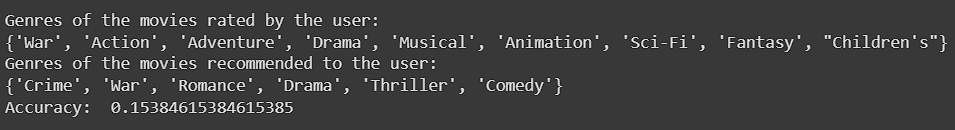 Genres of the movies rated by the user:
{'War', 'Action', 'Adventure', 'Drama', 'Musical', 'Animation', 'Sci-Fi', 'Fantasy', "Children's"}
Genres of the movies recommended to the user:
{'Crime', 'War', 'Romance', 'Drama', 'Thriller', 'Comedy'}
Accuracy:  0.15384615384615385